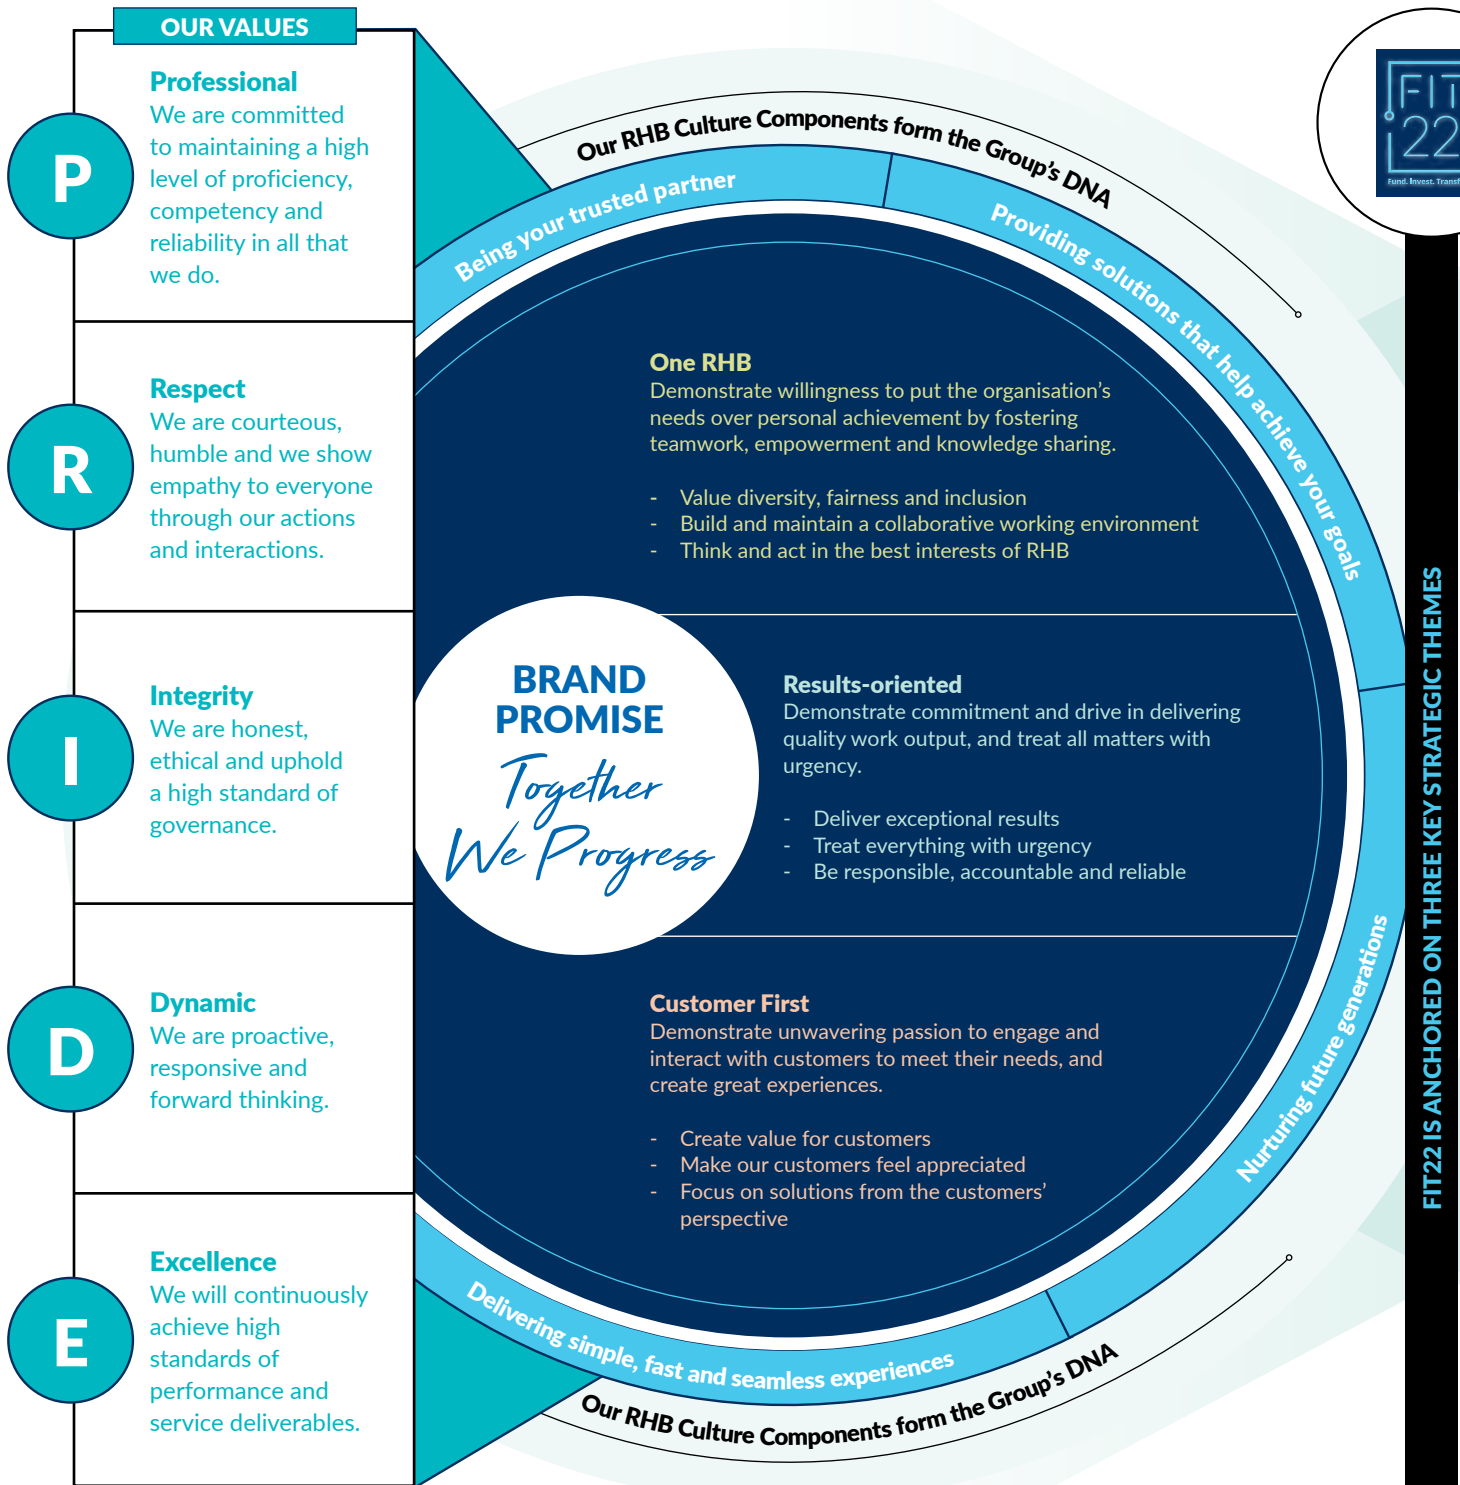 OUR VALUES
P
Professional
We are committed
to maintaining a high
level of proficiency,
competency and
reliability in all that
we do.
R
Respect
We are courteous,
humble and we show
empathy to everyone
through our actions
and interactions.
I
Integrity
We are honest,
ethical and uphold
a high standard of
governance.
D
Dynamic
We are proactive,
responsive and
forward thinking.
E
Excellence
We will continuously
achieve high
standards of
performance and
service deliverables.
Our RHB Culture Components form the Group's DNA
Being your trusted partner
Providing solutions that help achieve your goals
One RHB
Demonstrate willingness to put the organisation's
needs over personal achievement by fostering
teamwork, empowerment and knowledge sharing.
- Value diversity, fairness and inclusion
- Build and maintain a collaborative working environment
- Think and act in the best interests of RHB
BRAND
PROMISE
Together
We Progress
Results-oriented
Demonstrate commitment and drive in delivering
quality work output, and treat all matters with
urgency.
- Deliver exceptional results
- Treat everything with urgency
- Be responsible, accountable and reliable
Customer First
Demonstrate unwavering passion to engage and
interact with customers to meet their needs, and
create great experiences.
- Create value for customers
- Make our customers feel appreciated
- Focus on solutions from the customers'
perspective
Nurturing future generations
Delivering simple, fast and seamless experiences
Our RHB Culture Components form the Group's DNA
FIT
22
Fund. Invest.
FIT22 IS ANCHORED ON THREE KEY STRATEGIC THEMES